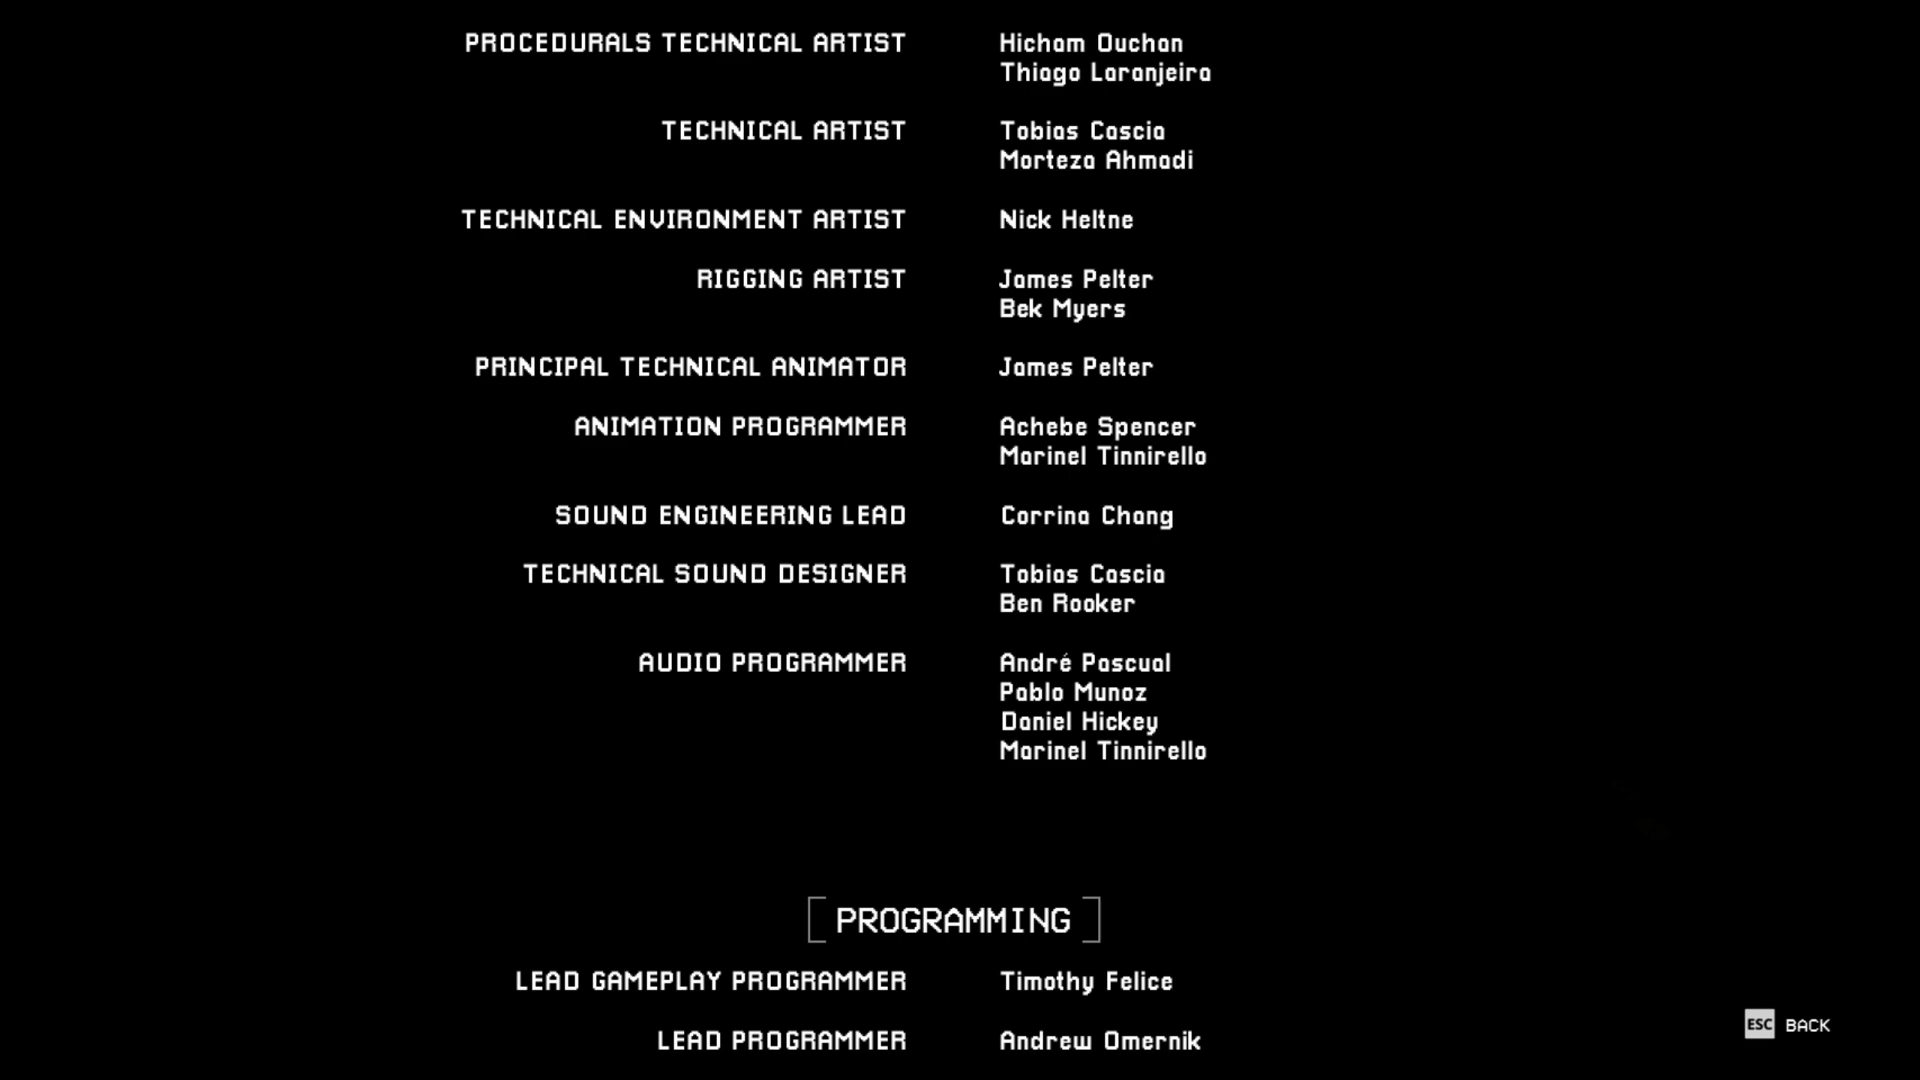 PROCEDURALS TECHNICAL ARTIST Hicham Ouchan
Thiago Laranjeira
TECHNICAL ARTIST Tobias Cascia
Morteza Ahmadi
TECHNICAL ENVIRONMENT ARTIST Nick Heltne
RIGGING ARTIST James Pelter
Bek Myers
PRINCIPAL TECHNICAL ANIMATOR James Pelter
ANIMATION PROGRAMMER Achebe Spencer
Marinel Tinnirello
SOUND ENGINEERING LEAD Corrina Chang
TECHNICAL SOUND DESIGNER Tobias Cascia
Ben Rooker
AUDIO PROGRAMMER André Pascual
Pablo Munoz
Daniel Hickey
Marinel Tinnirello
PROGRAMMING
LEAD GAMEPLAY PROGRAMMER Timothy Felice
LEAD PROGRAMMER Andrew Omernik
ESC BACK